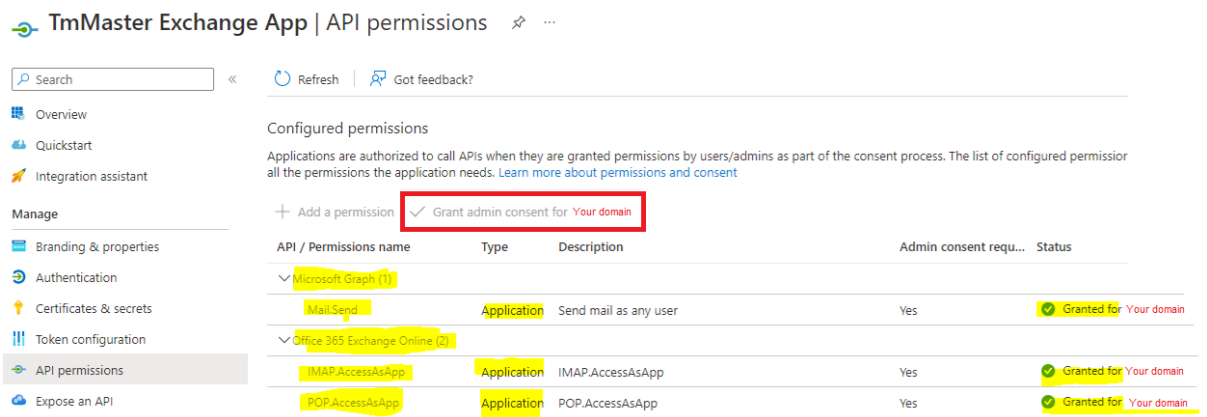 TmMaster Exchange App | API permissions
Search
Refresh
Got feedback?
Overview
Quickstart
Integration assistant
Manage
Branding & properties
Authentication
Certificates & secrets
Token configuration
API permissions
Expose an API
Configured permissions
Applications are authorized to call APIs when they are granted permissions by users/admins as part of the consent process. The list of configured permission
all the permissions the application needs. Learn more about permissions and consent
Add a permission Grant admin consent for Your domain
API / Permissions name Type Description Admin consent requ... Status
Microsoft Graph (1)
Mail.Send Application Send mail as any user Yes Granted for Your domain
Office 365 Exchange Online (2)
IMAP.AccessAsApp Application IMAP.AccessAsApp Yes Granted for Your domain
POP.AccessAsApp Application POP.AccessAsApp Yes Granted for Your domain